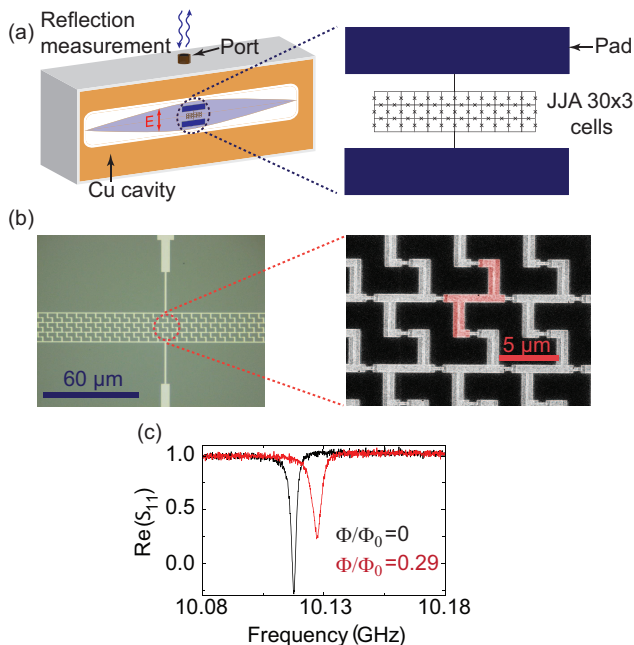 (a)
Reflection
measurement
Port
E
Cu cavity
Pad
JJA 30x3
cells
(b)
60 µm
5 µm
(c)
Re(S₁₁)
1.0
0.5
0.0
Φ/Φ₀=0
Φ/Φ₀=0.29
10.08
10.13
10.18
Frequency (GHz)